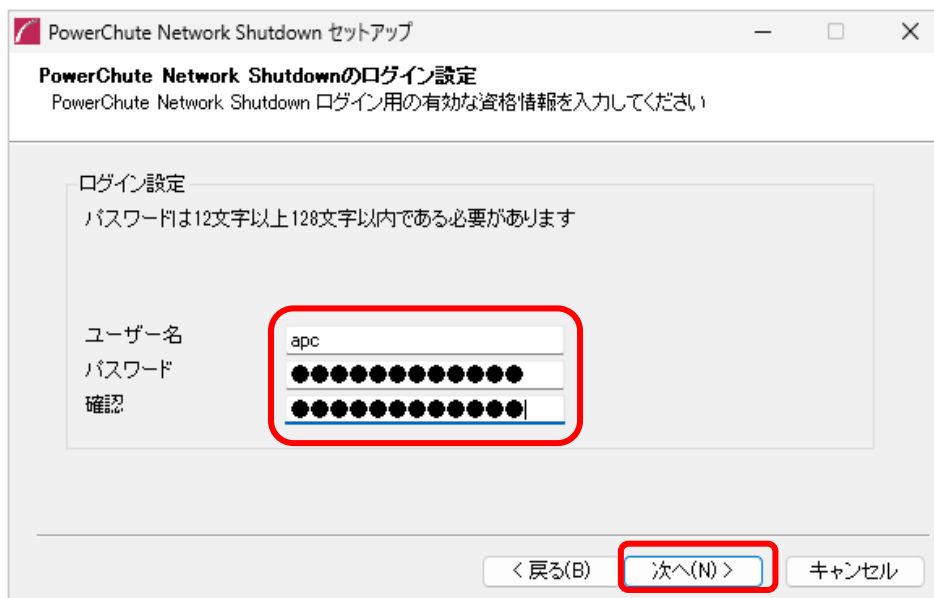 PowerChute Network Shutdown セットアップ
PowerChute Network Shutdownのログイン設定
PowerChute Network Shutdown ログイン用の有効な資格情報を入力してください
ログイン設定
パスワードは12文字以上128文字以内である必要があります
ユーザー名
apc
パスワード
●●●●●●●●●●●●
確認
●●●●●●●●●●●●
< 戻る(B)
次へ(N) >
キャンセル